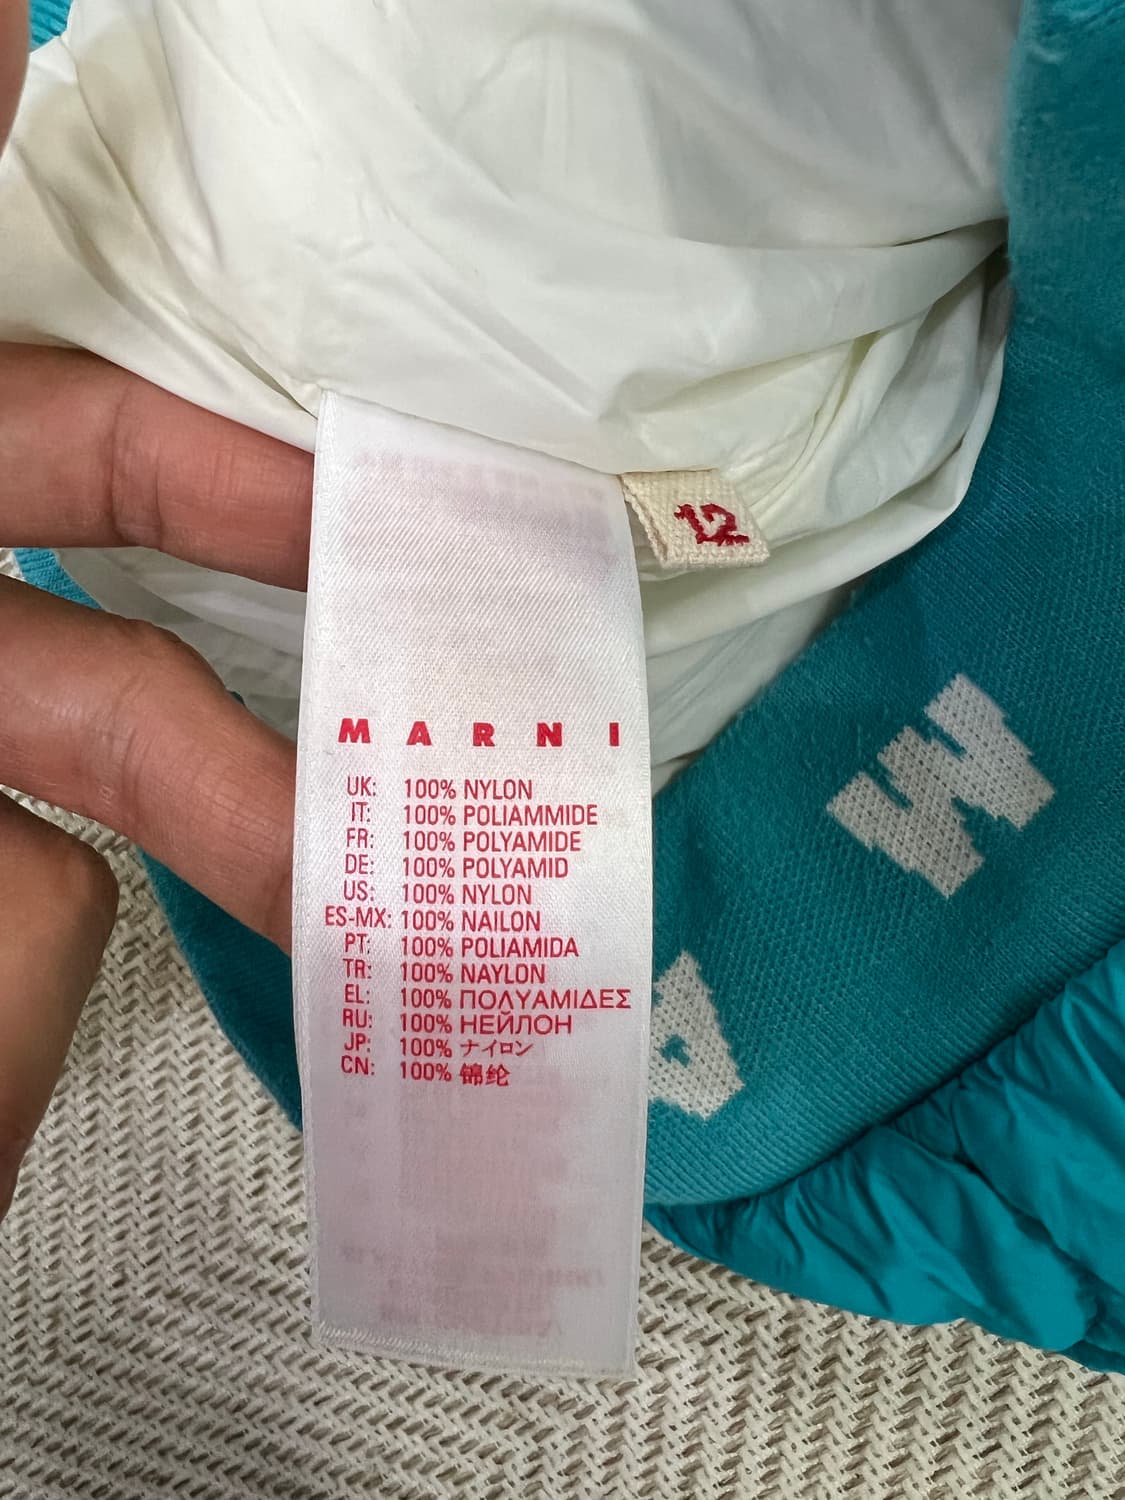 12
MARNI
UK: 100% NYLON
IT: 100% POLIAMMIDE
FR: 100% POLYAMIDE
DE: 100% POLYAMID
US: 100% NYLON
ES-MX: 100% NAILON
PT: 100% POLIAMIDA
TR: 100% NAYLON
EL: 100% ΠΟΛΥΑΜΙΔΕΣ
RU: 100% НЕЙЛОН
JP: 100% ナイロン
CN: 100% 锦纶
M
A